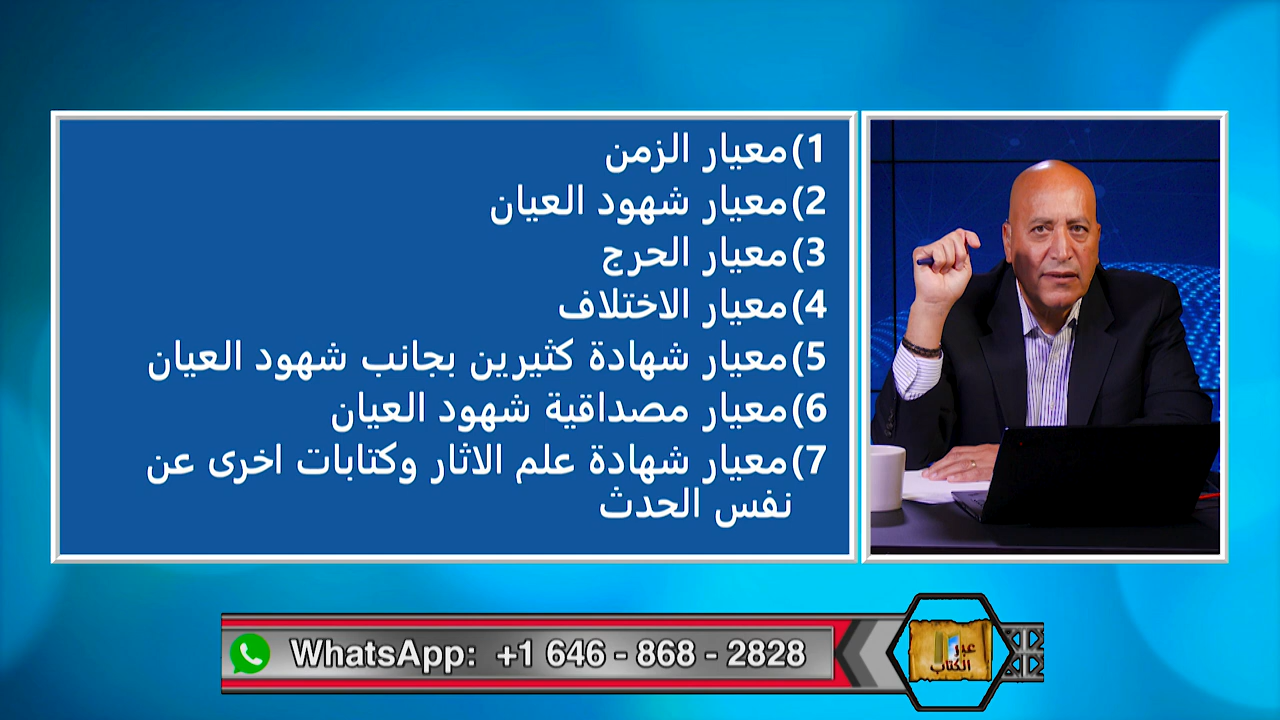 1)معيار الزمن
2)معيار شهود العيان
3)معيار الحرج
4)معيار الاختلاف
5)معيار شهادة كثيرين بجانب شهود العيان
6)معيار مصداقية شهود العيان
7)معيار شهادة علم الاثار وكتابات اخرى عن
نفس الحدث
WhatsApp: +1 646 - 868 - 2828
عبر
الكتاب